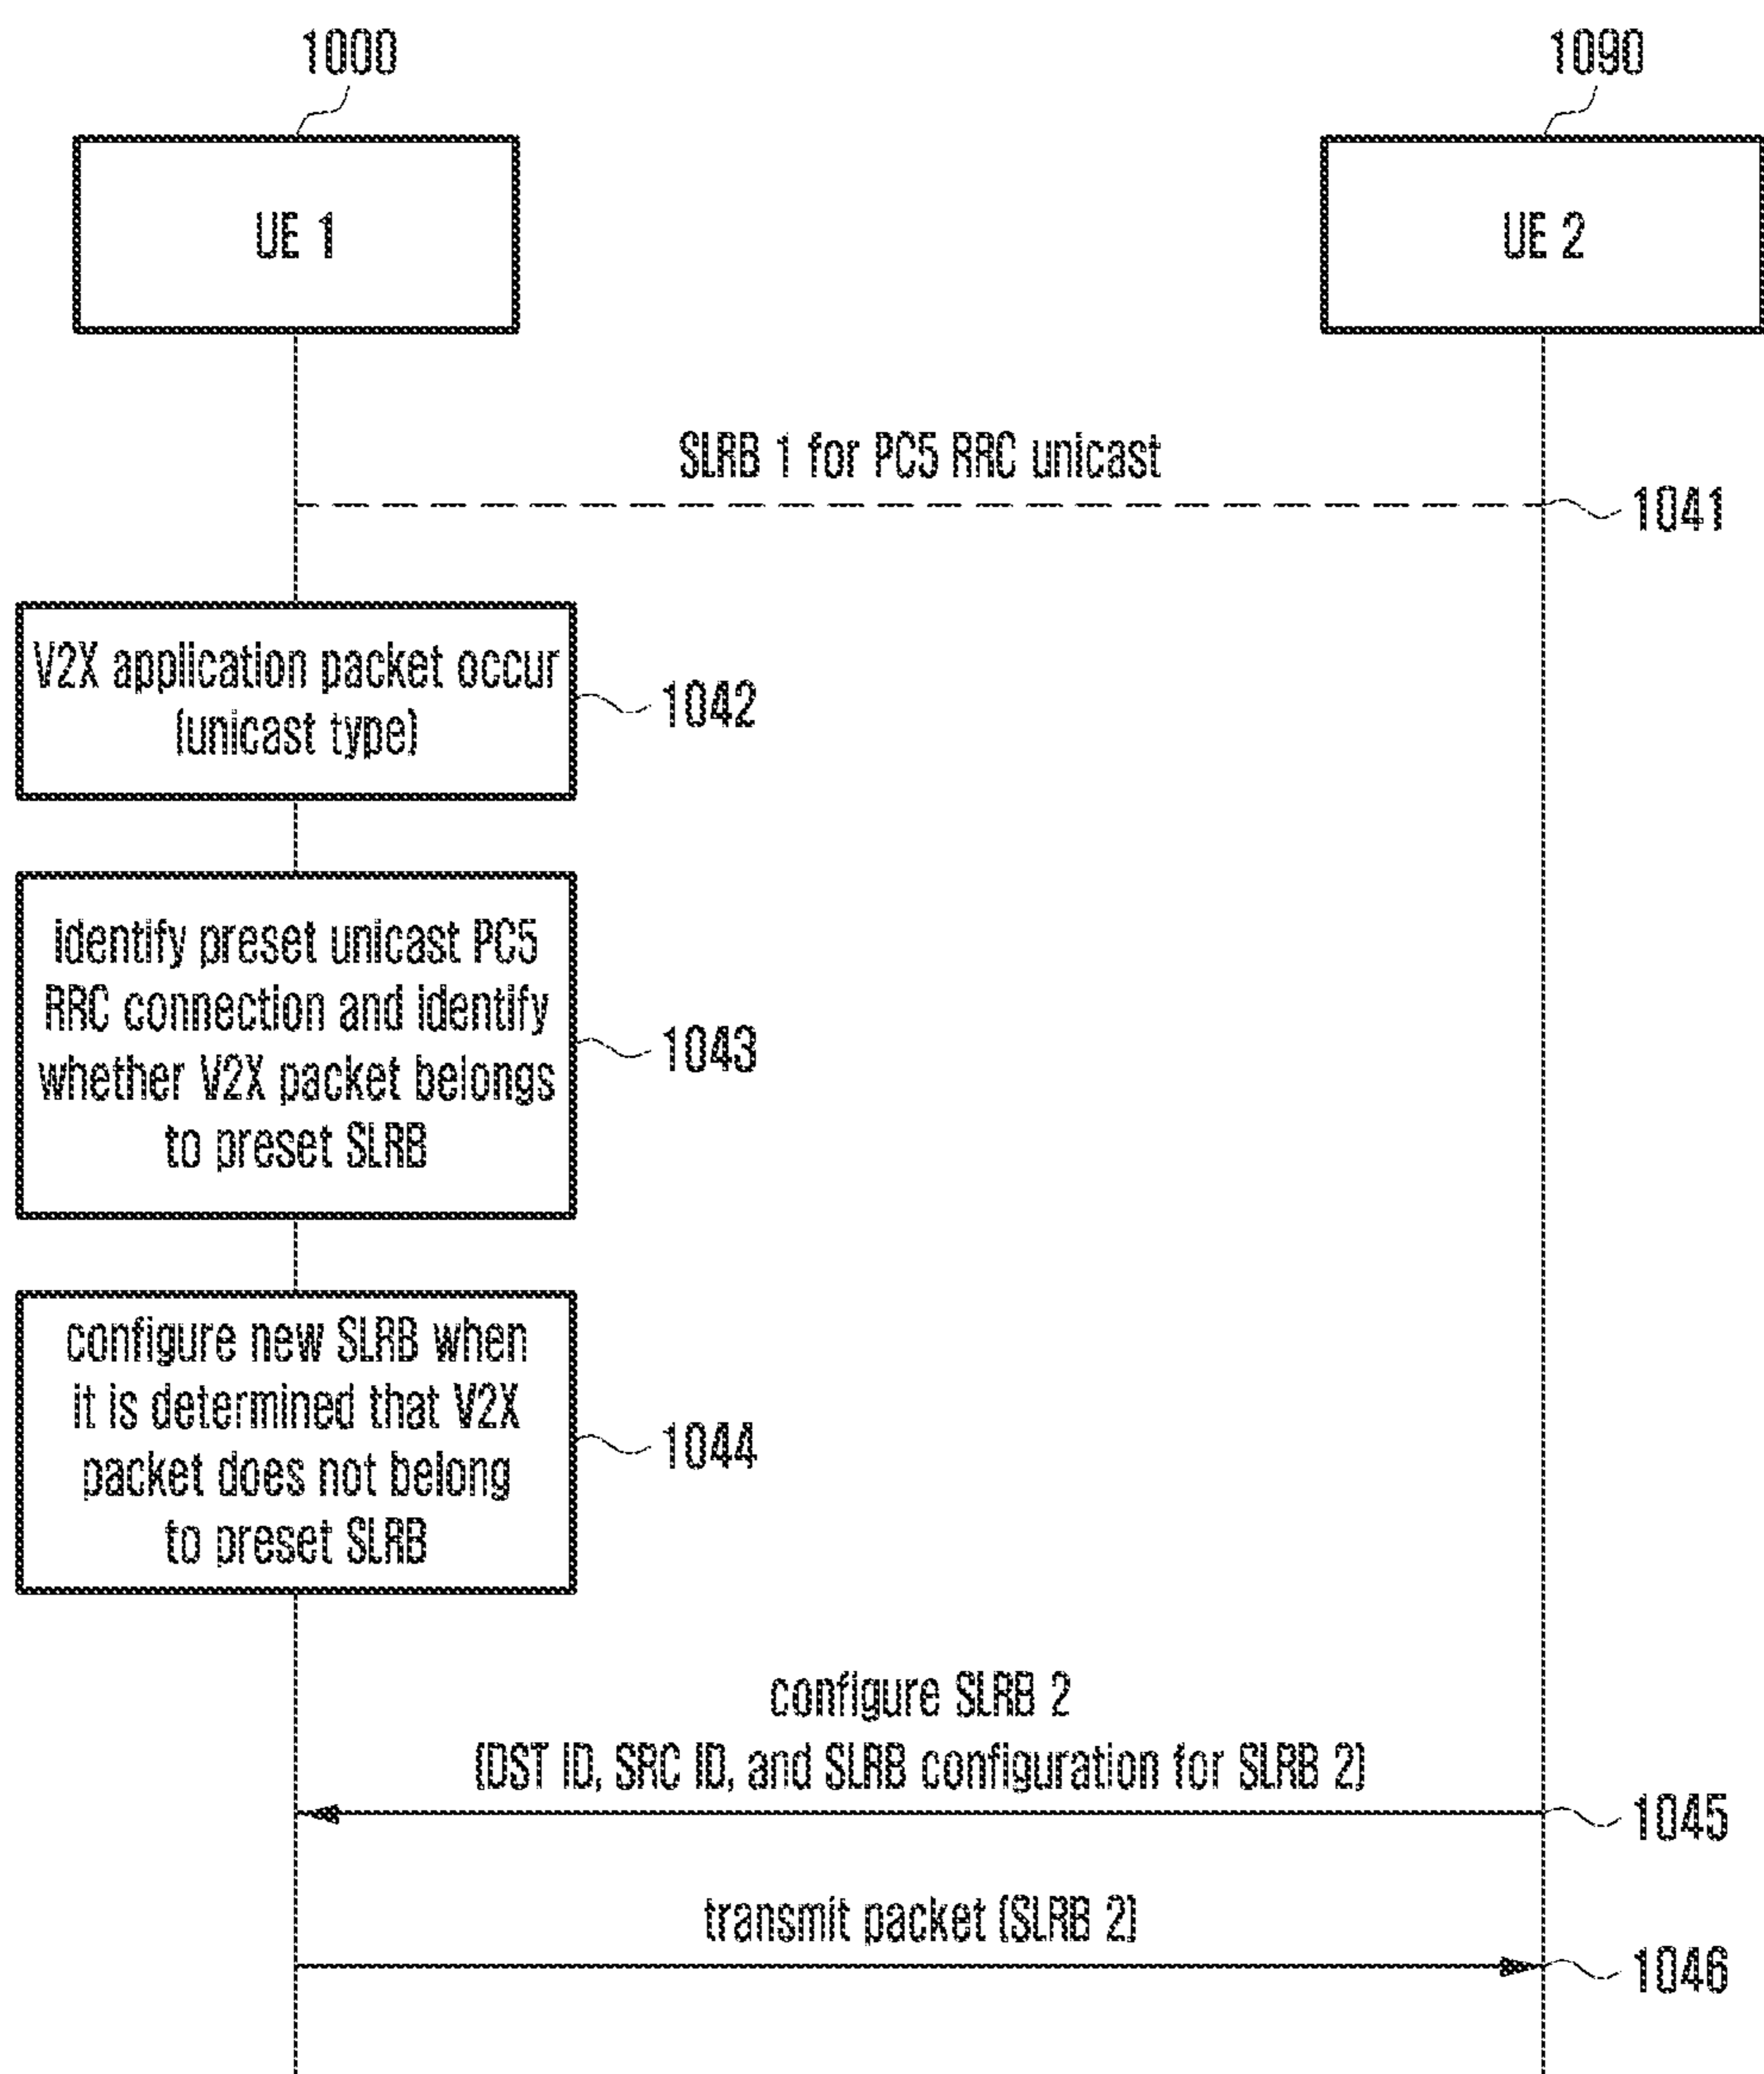 1000
1090
UE 1
UE 2
SLRB 1 for PC5 RRC unicast
1041
V2X application packet occur
(unicast type)
1042
identify preset unicast PC5
RRC connection and identify
whether V2X packet belongs
to preset SLRB
1043
configure new SLRB when
it is determined that V2X
packet does not belong
to preset SLRB
1044
configure SLRB 2
(DST ID, SRC ID, and SLRB configuration for SLRB 2)
1045
transmit packet (SLRB 2)
1046